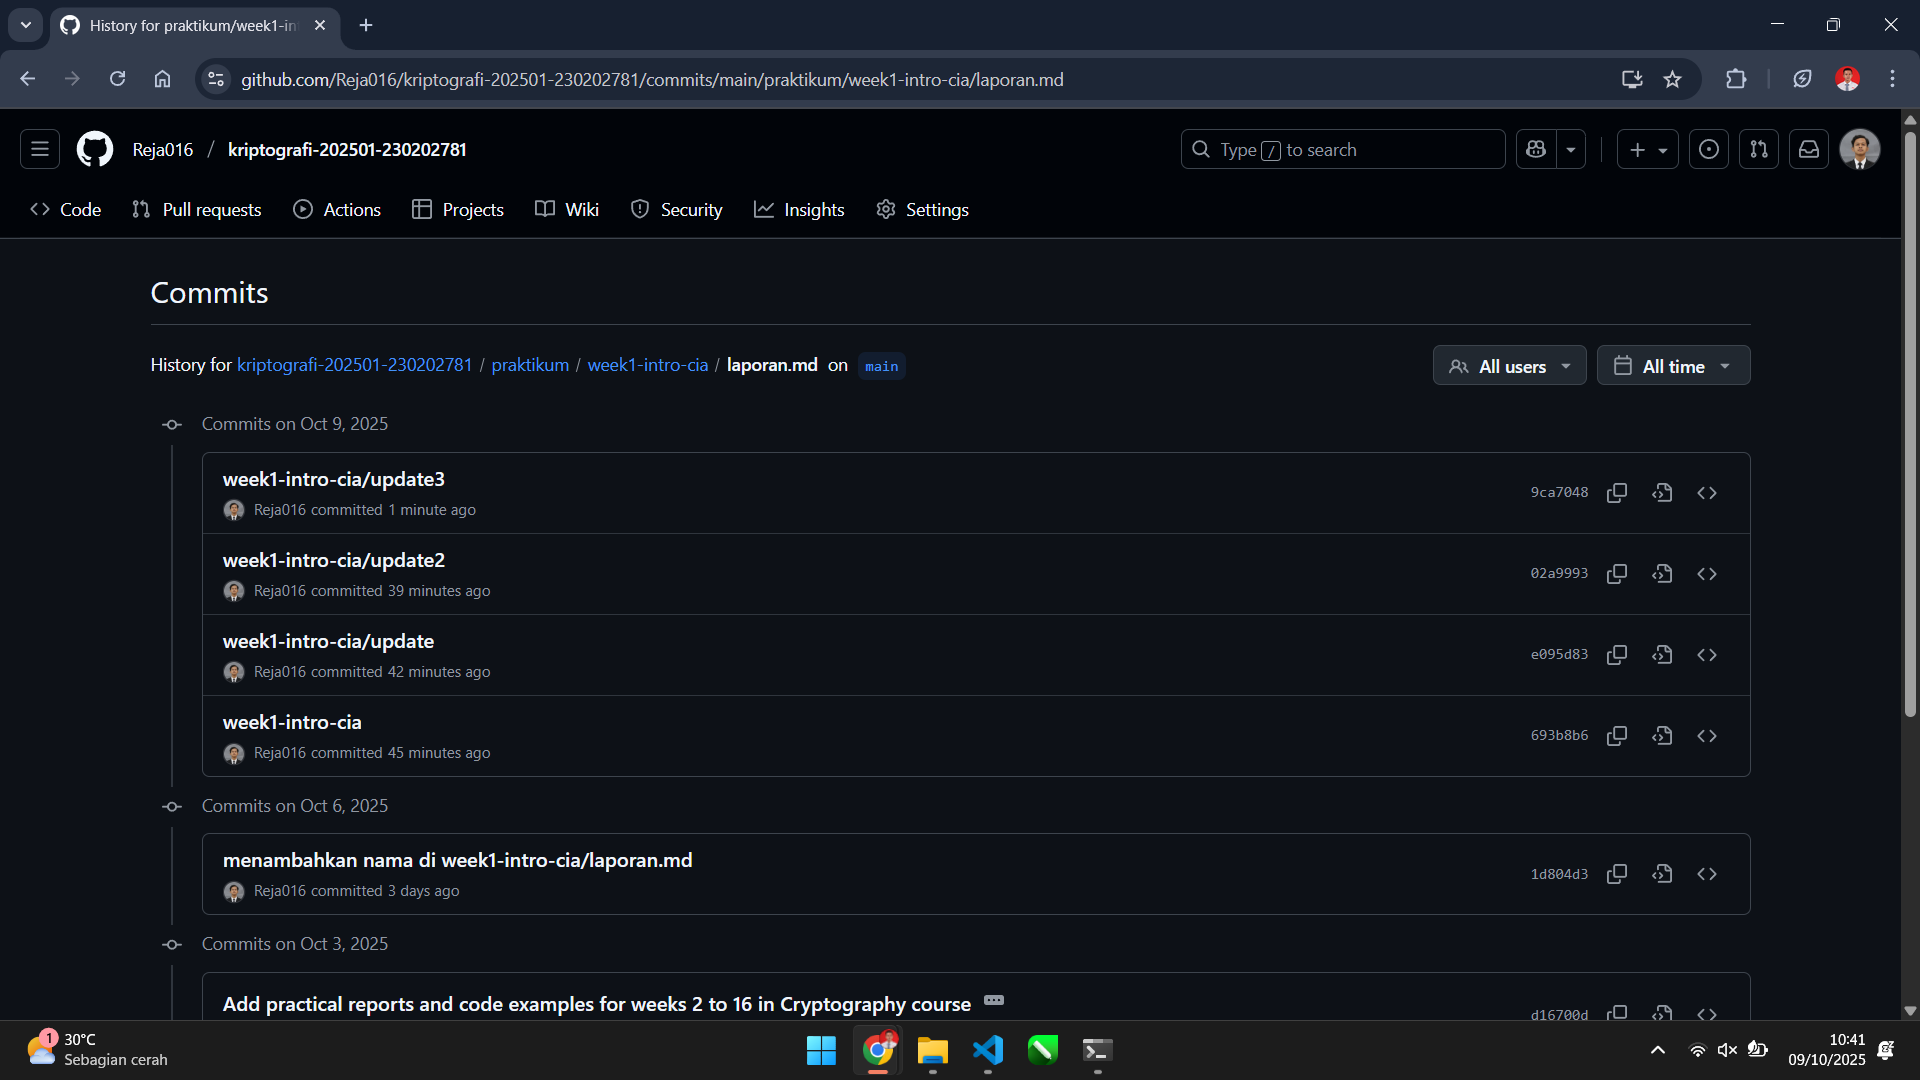 History for praktikum/week1-in
github.com/Reja016/kriptografi-202501-230202781/commits/main/praktikum/week1-intro-cia/laporan.md
Reja016 / kriptografi-202501-230202781
Type / to search
Code
Pull requests
Actions
Projects
Wiki
Security
Insights
Settings
Commits
History for kriptografi-202501-230202781 / praktikum / week1-intro-cia / laporan.md on main
All users
All time
Commits on Oct 9, 2025
week1-intro-cia/update3
Reja016 committed 1 minute ago
9ca7048
week1-intro-cia/update2
Reja016 committed 39 minutes ago
02a9993
week1-intro-cia/update
Reja016 committed 42 minutes ago
e095d83
week1-intro-cia
Reja016 committed 45 minutes ago
693b8b6
Commits on Oct 6, 2025
menambahkan nama di week1-intro-cia/laporan.md
Reja016 committed 3 days ago
1d804d3
Commits on Oct 3, 2025
Add practical reports and code examples for weeks 2 to 16 in Cryptography course
d16700d
1
30°C
Sebagian cerah
10:41
09/10/2025